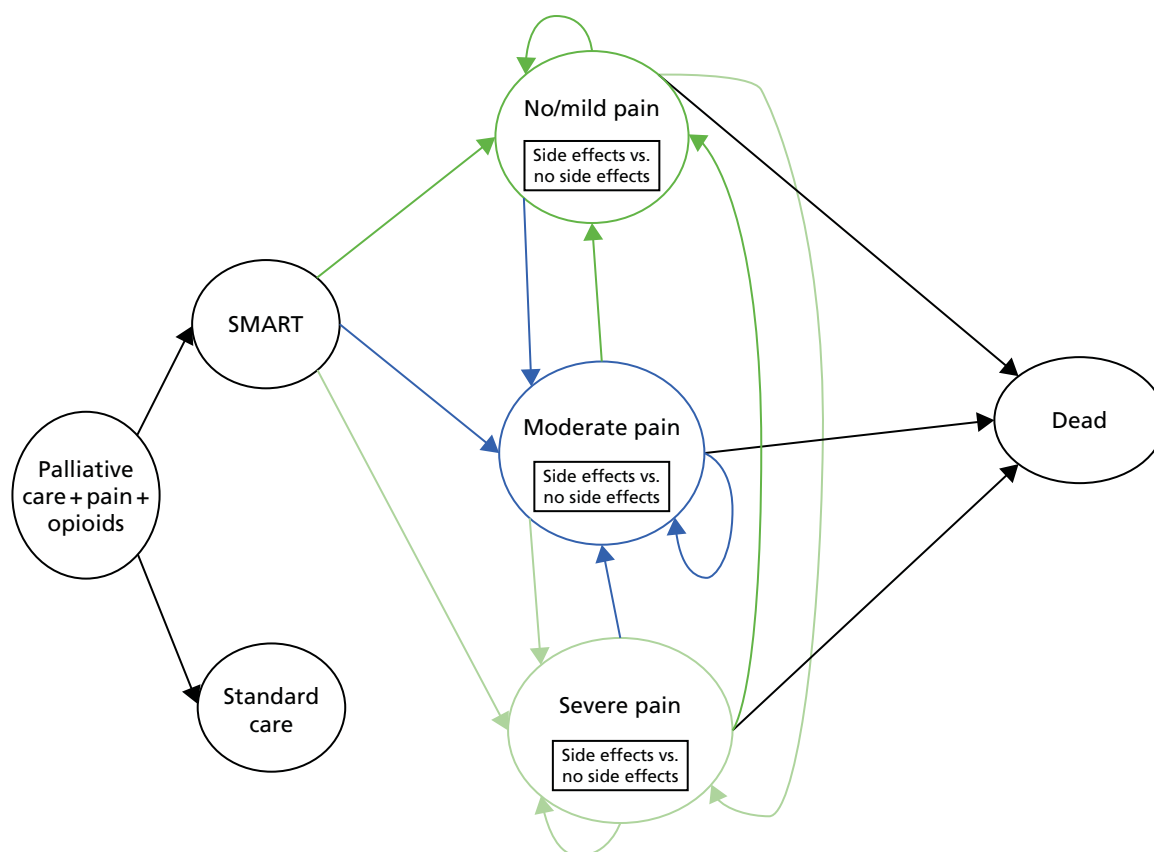 No/mild pain
Side effects vs.
no side effects
SMART
Moderate pain
Side effects vs.
no side effects
Dead
Palliative
care + pain +
opioids
Standard
care
Severe pain
Side effects vs.
no side effects